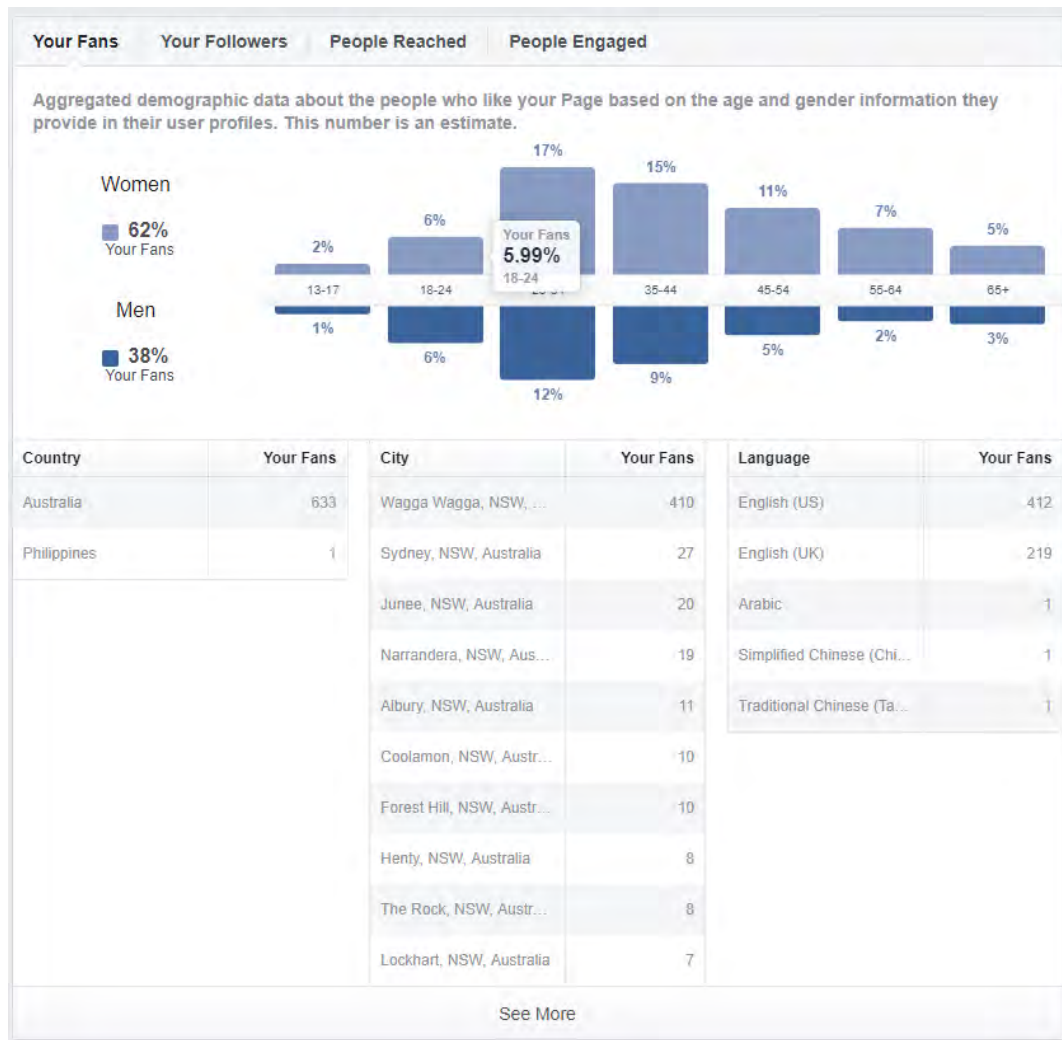 Your Fans Your Followers People Reached People Engaged
Aggregated demographic data about the people who like your Page based on the age and gender information they
provide in their user profiles. This number is an estimate.
Women
62%
Your Fans
2% 6% 17% 15% 11% 7% 5%
Your Fans
5.99%
18-24
13-17 18-24 35-44 45-54 55-64 65+
Men
38%
Your Fans
1% 6% 12% 9% 5% 2% 3%
Country Your Fans City Your Fans Language Your Fans
Australia 633 Wagga Wagga, NSW, ... 410 English (US) 412
Philippines 1 Sydney, NSW, Australia 27 English (UK) 219
Junee, NSW, Australia 20 Arabic 1
Narrandera, NSW, Aus... 19 Simplified Chinese (Chi... 1
Albury, NSW, Australia 11 Traditional Chinese (Ta... 1
Coolamon, NSW, Austr... 10
Forest Hill, NSW, Austr... 10
Henty, NSW, Australia 8
The Rock, NSW, Austr... 8
Lockhart, NSW, Australia 7
See More